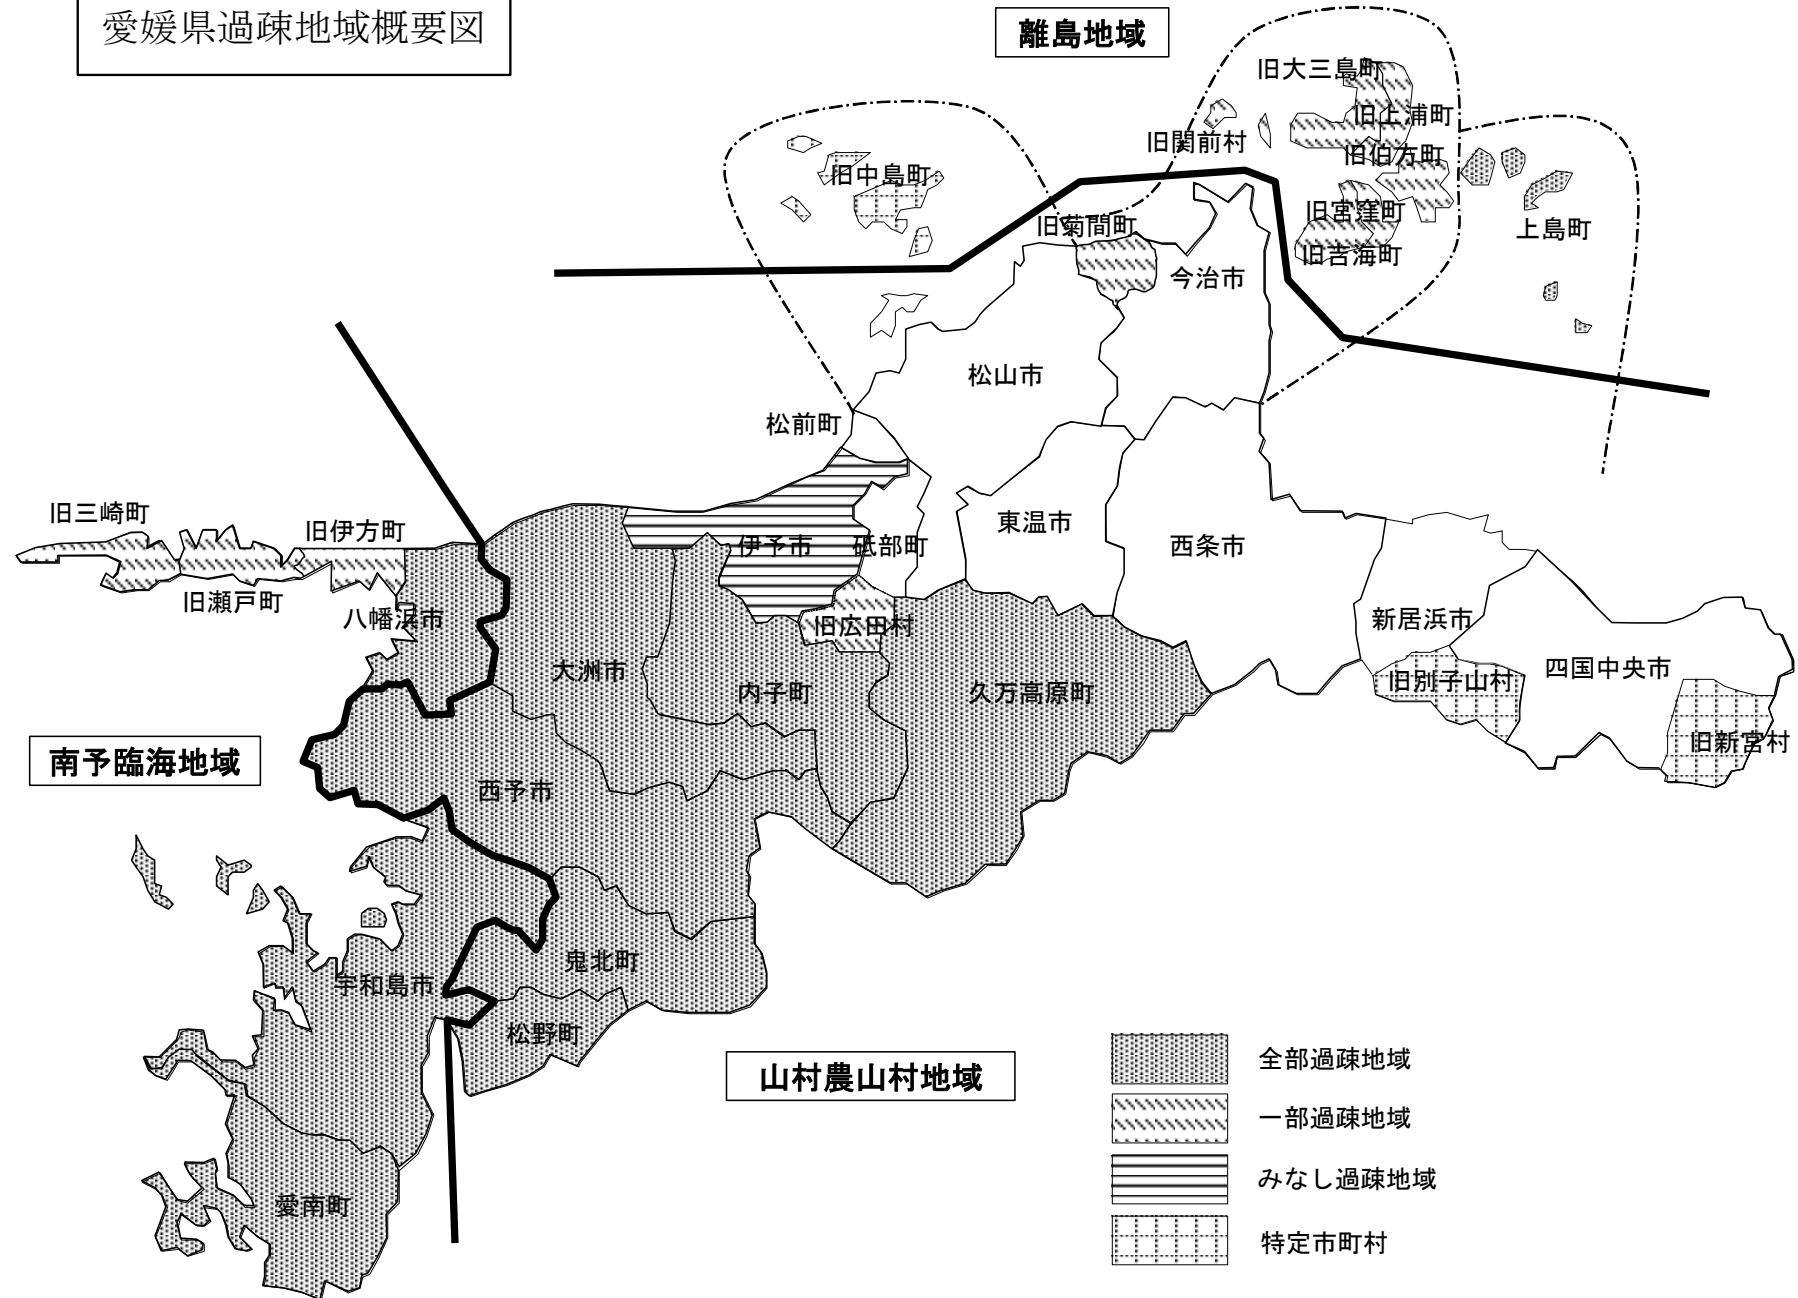 愛媛県過疎地域概要図
離島地域
旧大三島町
旧上浦町
旧関前村
旧伯方町
旧中島町
旧宮窪町
旧菊間町
上島町
旧吉海町
今治市
松山市
松前町
旧三崎町
旧伊方町
伊予市
砥部町
東温市
西条市
旧瀬戸町
八幡浜市
旧広田村
新居浜市
大洲市
内子町
久万高原町
旧別子山村
四国中央市
旧新宮村
南予臨海地域
西予市
鬼北町
宇和島市
松野町
山村農山村地域
愛南町
全部過疎地域
一部過疎地域
みなし過疎地域
特定市町村